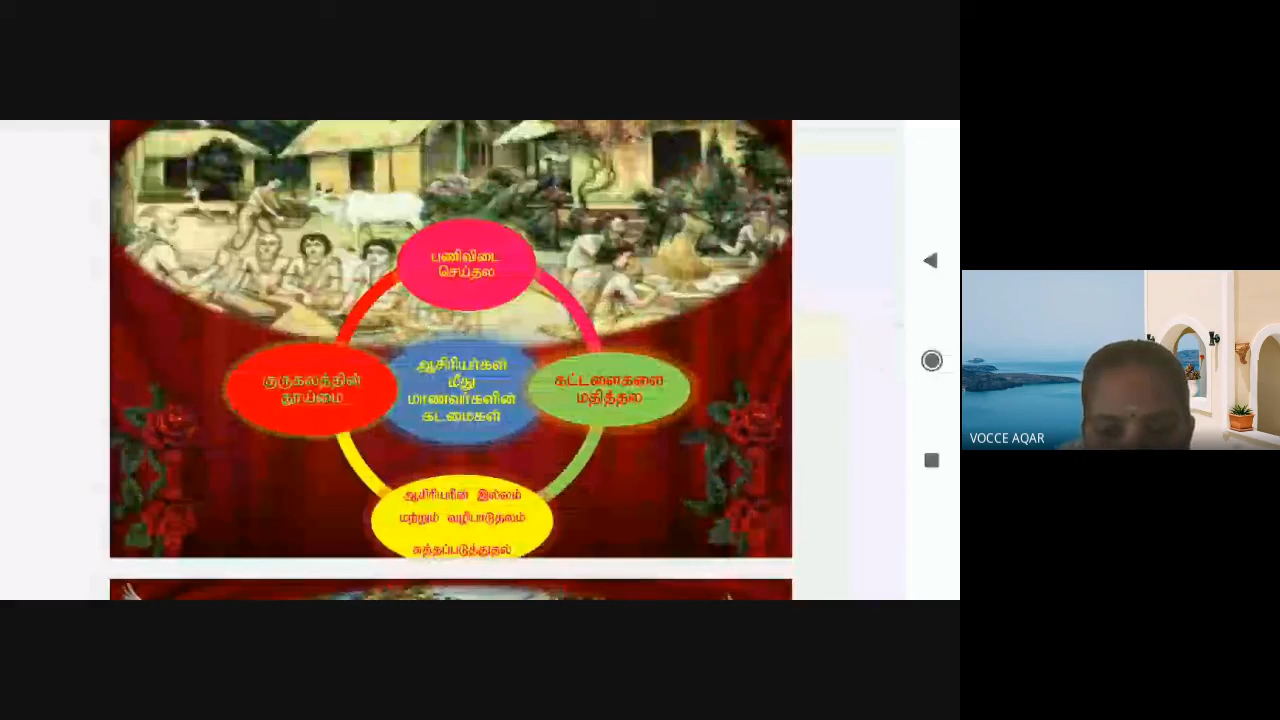 பணிவிடை
செய்தல
குருகுலத்தின்
தூய்மை
ஆசிரியர்கள்
மீது
மாணவர்களின்
கடமைகள்
கட்டளைகளை
மதித்தல
ஆசிரியரின் இல்லம்
மற்றும் வழிபாடுதலம்
சுத்தப்படுத்துதல்
VOCCE AQAR